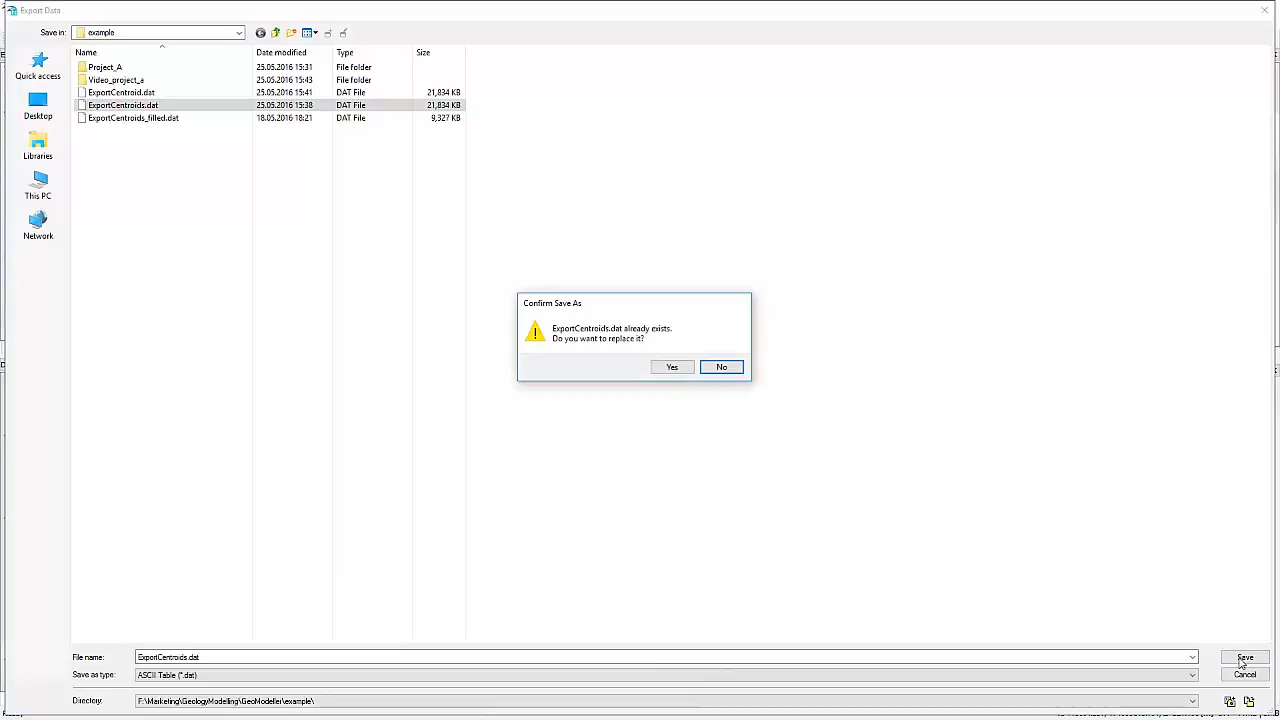 Export Data
Save in: example
Name Date modified Type Size
Project_A 25.05.2016 15:31 File folder
Video_project_a 25.05.2016 15:43 File folder
ExportCentroid.dat 25.05.2016 15:41 DAT File 21,834 KB
ExportCentroids.dat 25.05.2016 15:38 DAT File 21,834 KB
ExportCentroids_filled.dat 18.05.2016 18:21 DAT File 9,327 KB
Quick access
Desktop
Libraries
This PC
Network
Confirm Save As
ExportCentroids.dat already exists.
Do you want to replace it?
Yes No
File name: ExportCentroids.dat Save
Save as type: ASCII Table (*.dat) Cancel
Directory: F:\Marketing\GeologyModelling\GeoModeller\example\